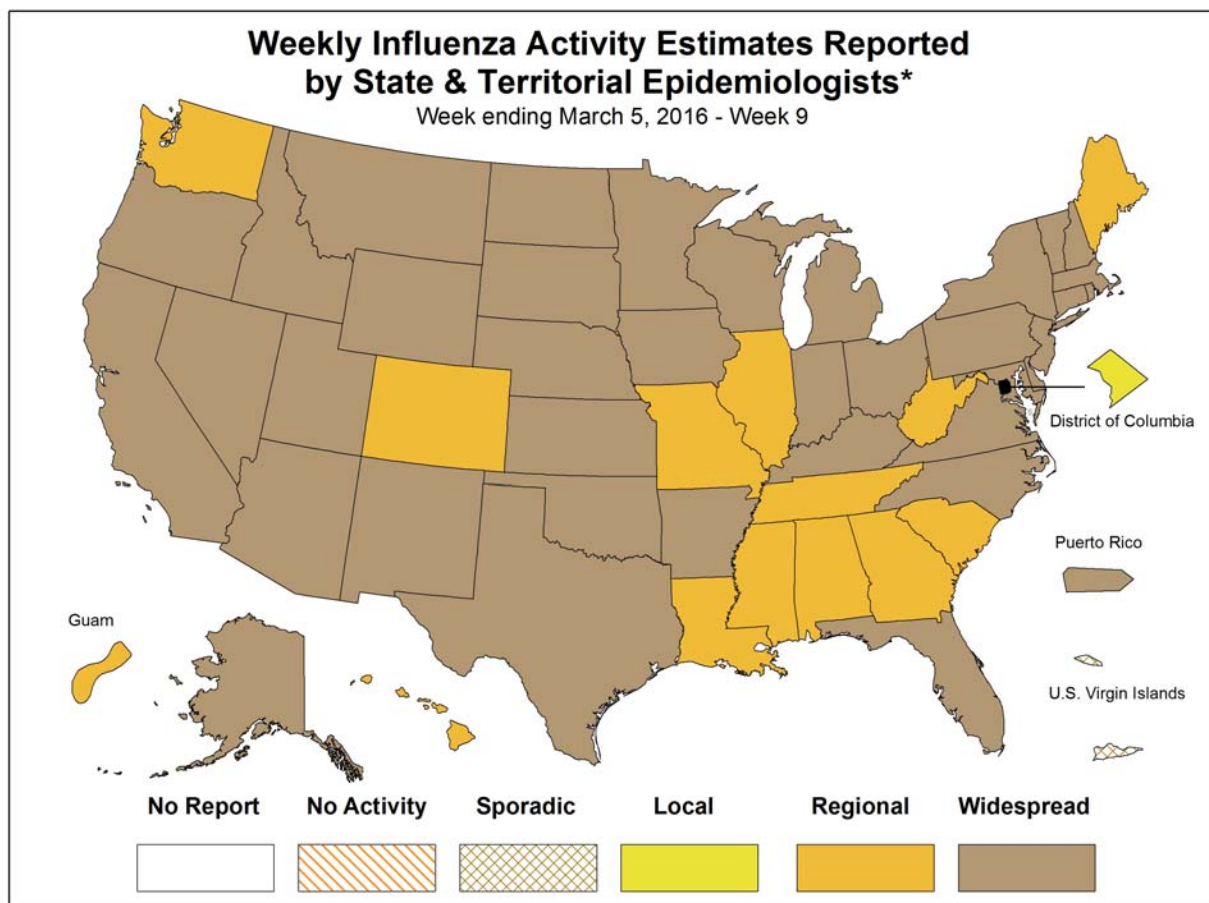 Weekly Influenza Activity Estimates Reported
by State & Territorial Epidemiologists*
Week ending March 5, 2016 - Week 9
District of Columbia
Puerto Rico
Guam
U.S. Virgin Islands
No Report No Activity Sporadic Local Regional Widespread